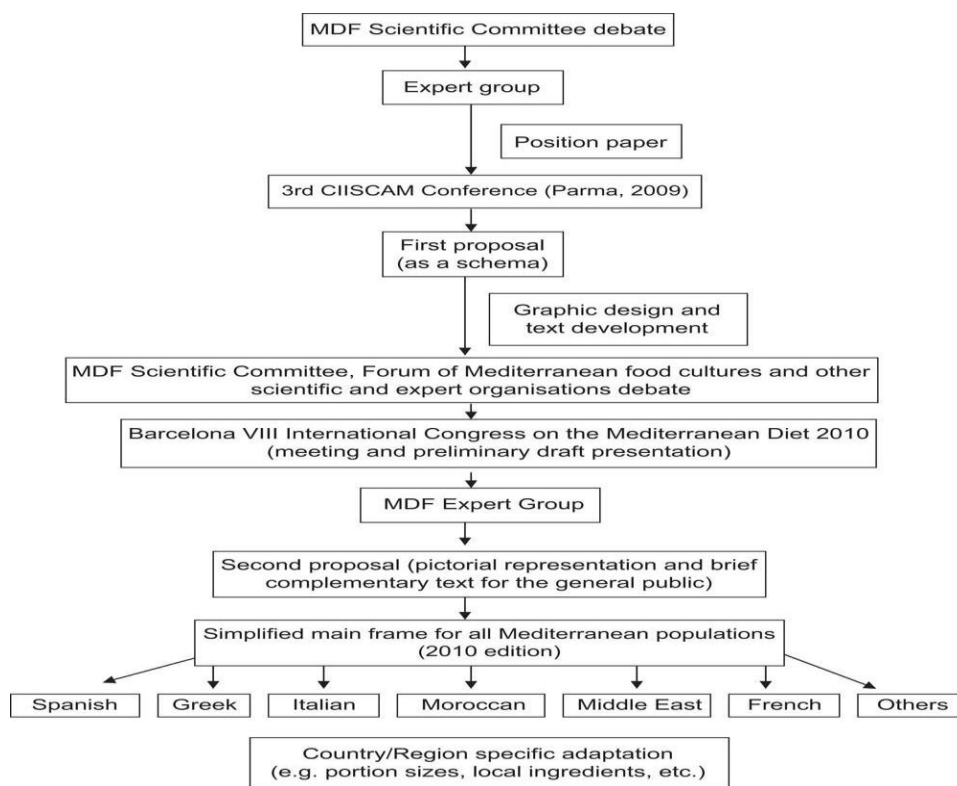 MDF Scientific Committee debate
Expert group
Position paper
3rd CIISCAM Conference (Parma, 2009)
First proposal
(as a schema)
Graphic design and
text development
MDF Scientific Committee, Forum of Mediterranean food cultures and other
scientific and expert organisations debate
Barcelona VIII International Congress on the Mediterranean Diet 2010
(meeting and preliminary draft presentation)
MDF Expert Group
Second proposal (pictorial representation and brief
complementary text for the general public)
Simplified main frame for all Mediterranean populations
(2010 edition)
Spanish Greek Italian Moroccan Middle East French Others
Country/Region specific adaptation
(e.g. portion sizes, local ingredients, etc.)